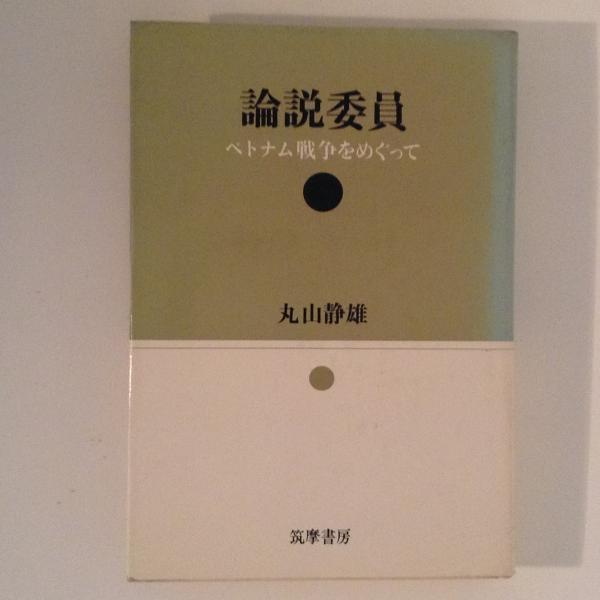 論説委員
ベトナム戦争をめぐって
丸山静雄
筑摩書房